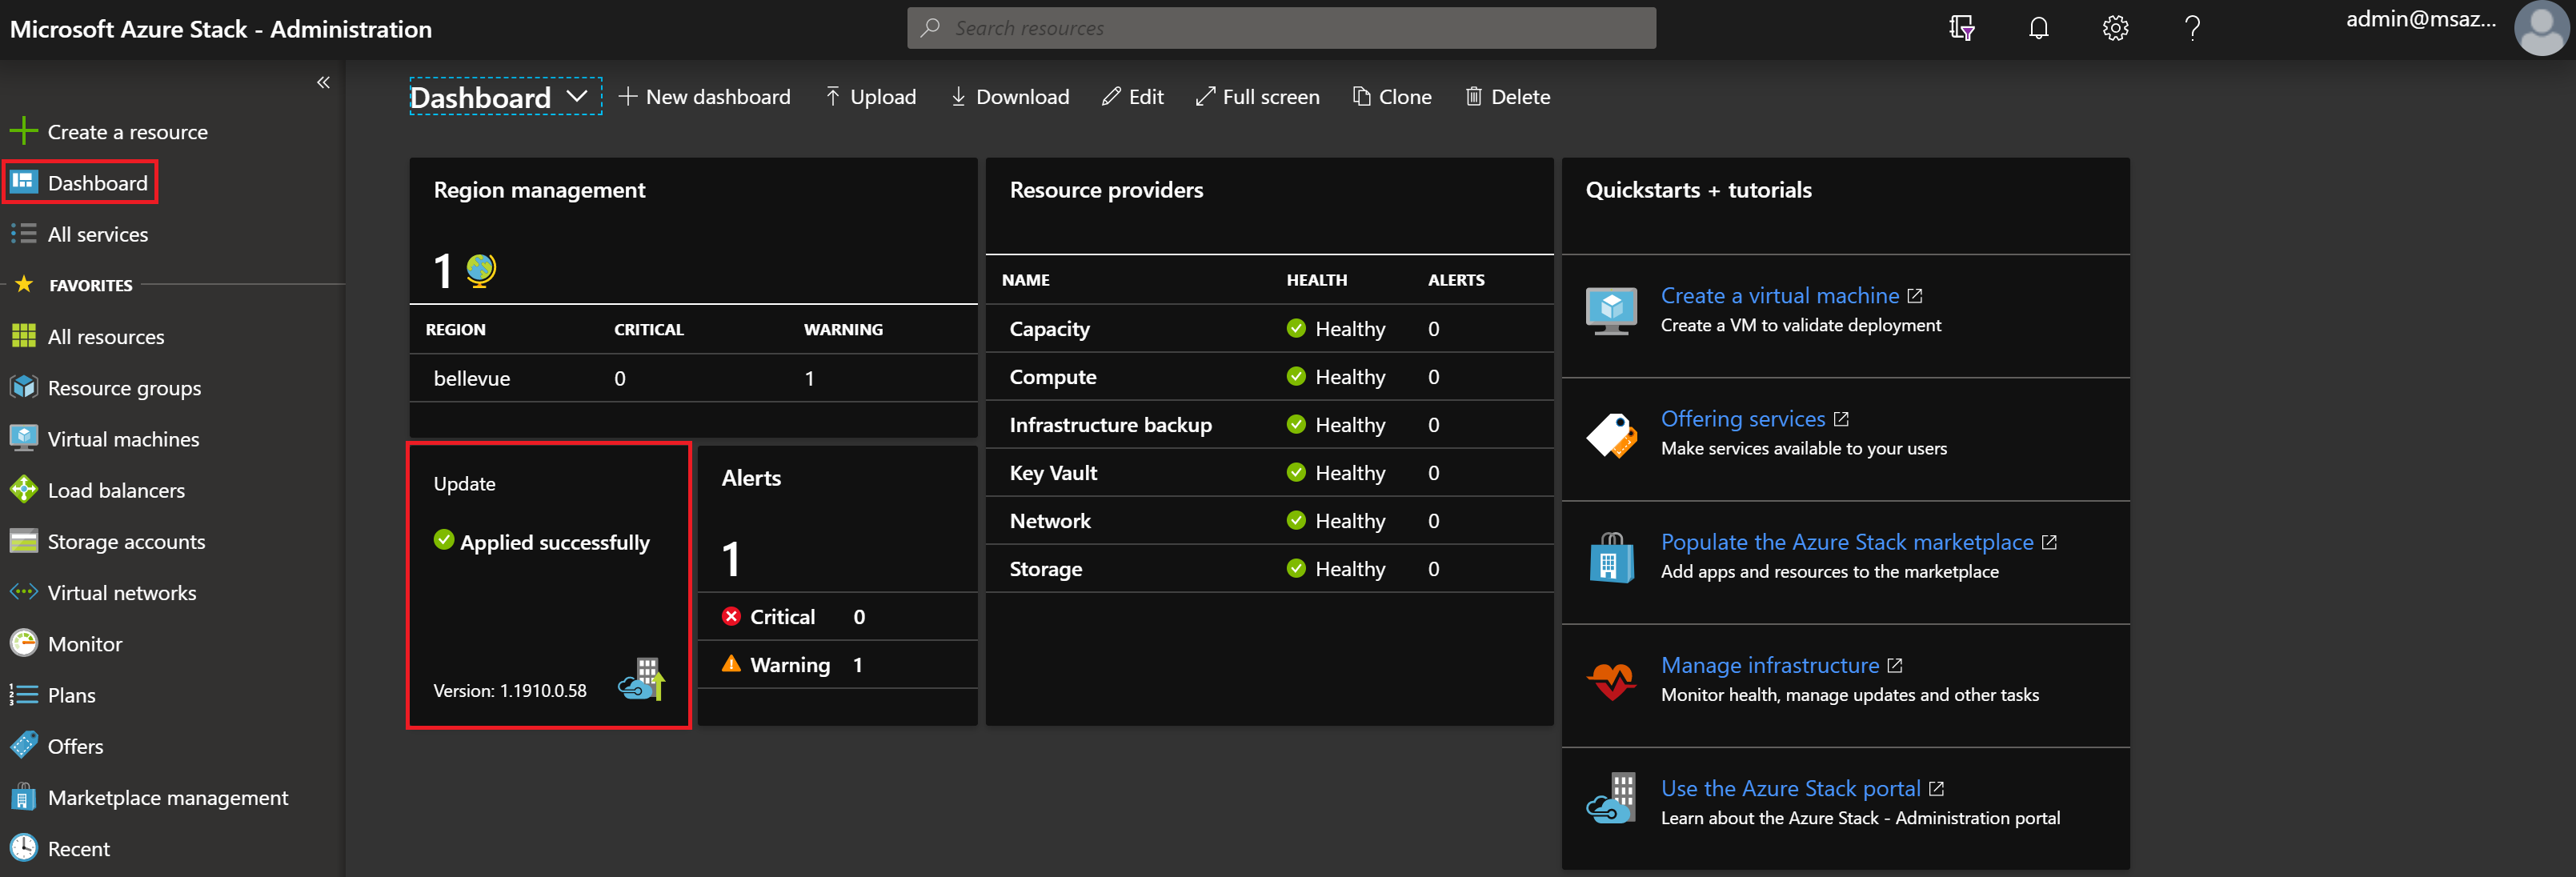 Microsoft Azure Stack - Administration
Search resources
admin@msaz...
Create a resource
Dashboard
All services
FAVORITES
All resources
Resource groups
Virtual machines
Load balancers
Storage accounts
Virtual networks
Monitor
Plans
Offers
Marketplace management
Recent
Dashboard
New dashboard
Upload
Download
Edit
Full screen
Clone
Delete
Region management
1
REGION CRITICAL WARNING
bellevue 0 1
Update
Applied successfully
Version: 1.1910.0.58
Alerts
1
Critical 0
Warning 1
Resource providers
NAME HEALTH ALERTS
Capacity Healthy 0
Compute Healthy 0
Infrastructure backup Healthy 0
Key Vault Healthy 0
Network Healthy 0
Storage Healthy 0
Quickstarts + tutorials
Create a virtual machine
Create a VM to validate deployment
Offering services
Make services available to your users
Populate the Azure Stack marketplace
Add apps and resources to the marketplace
Manage infrastructure
Monitor health, manage updates and other tasks
Use the Azure Stack portal
Learn about the Azure Stack - Administration portal